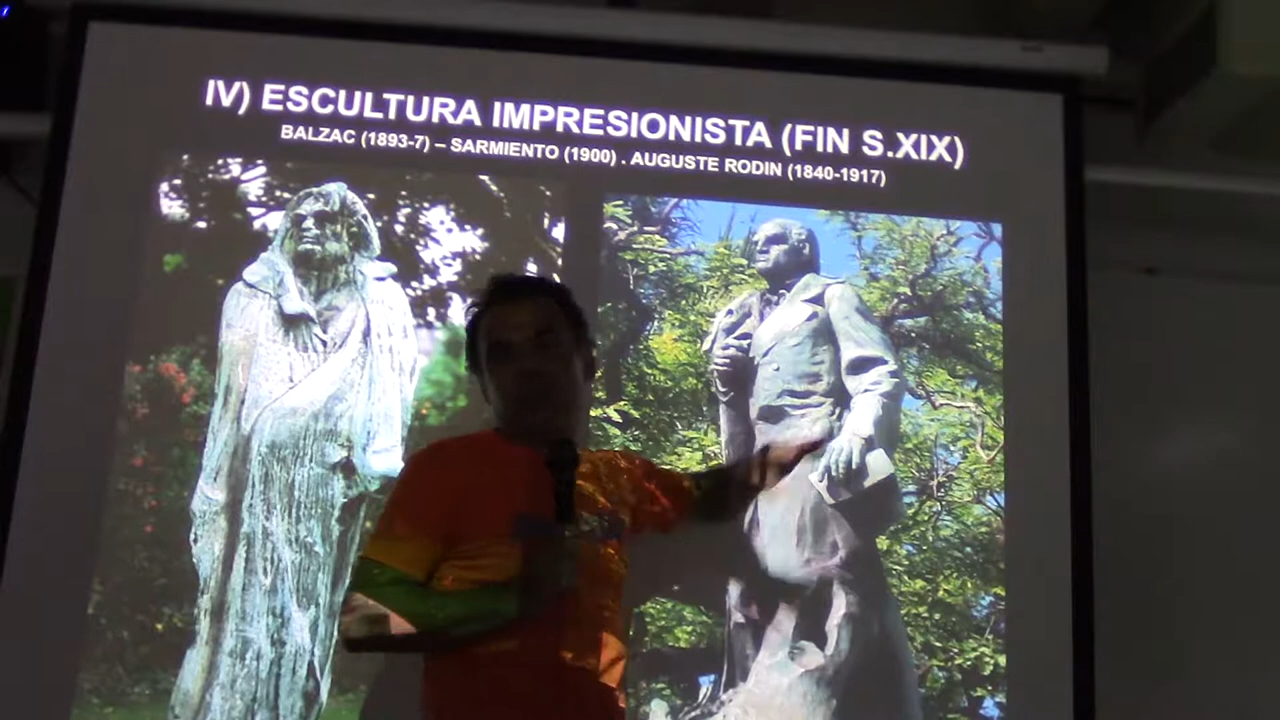 IV) ESCULTURA IMPRESIONISTA (FIN S.XIX)
BALZAC (1893-7) – SARMIENTO (1900) . AUGUSTE RODIN (1840-1917)